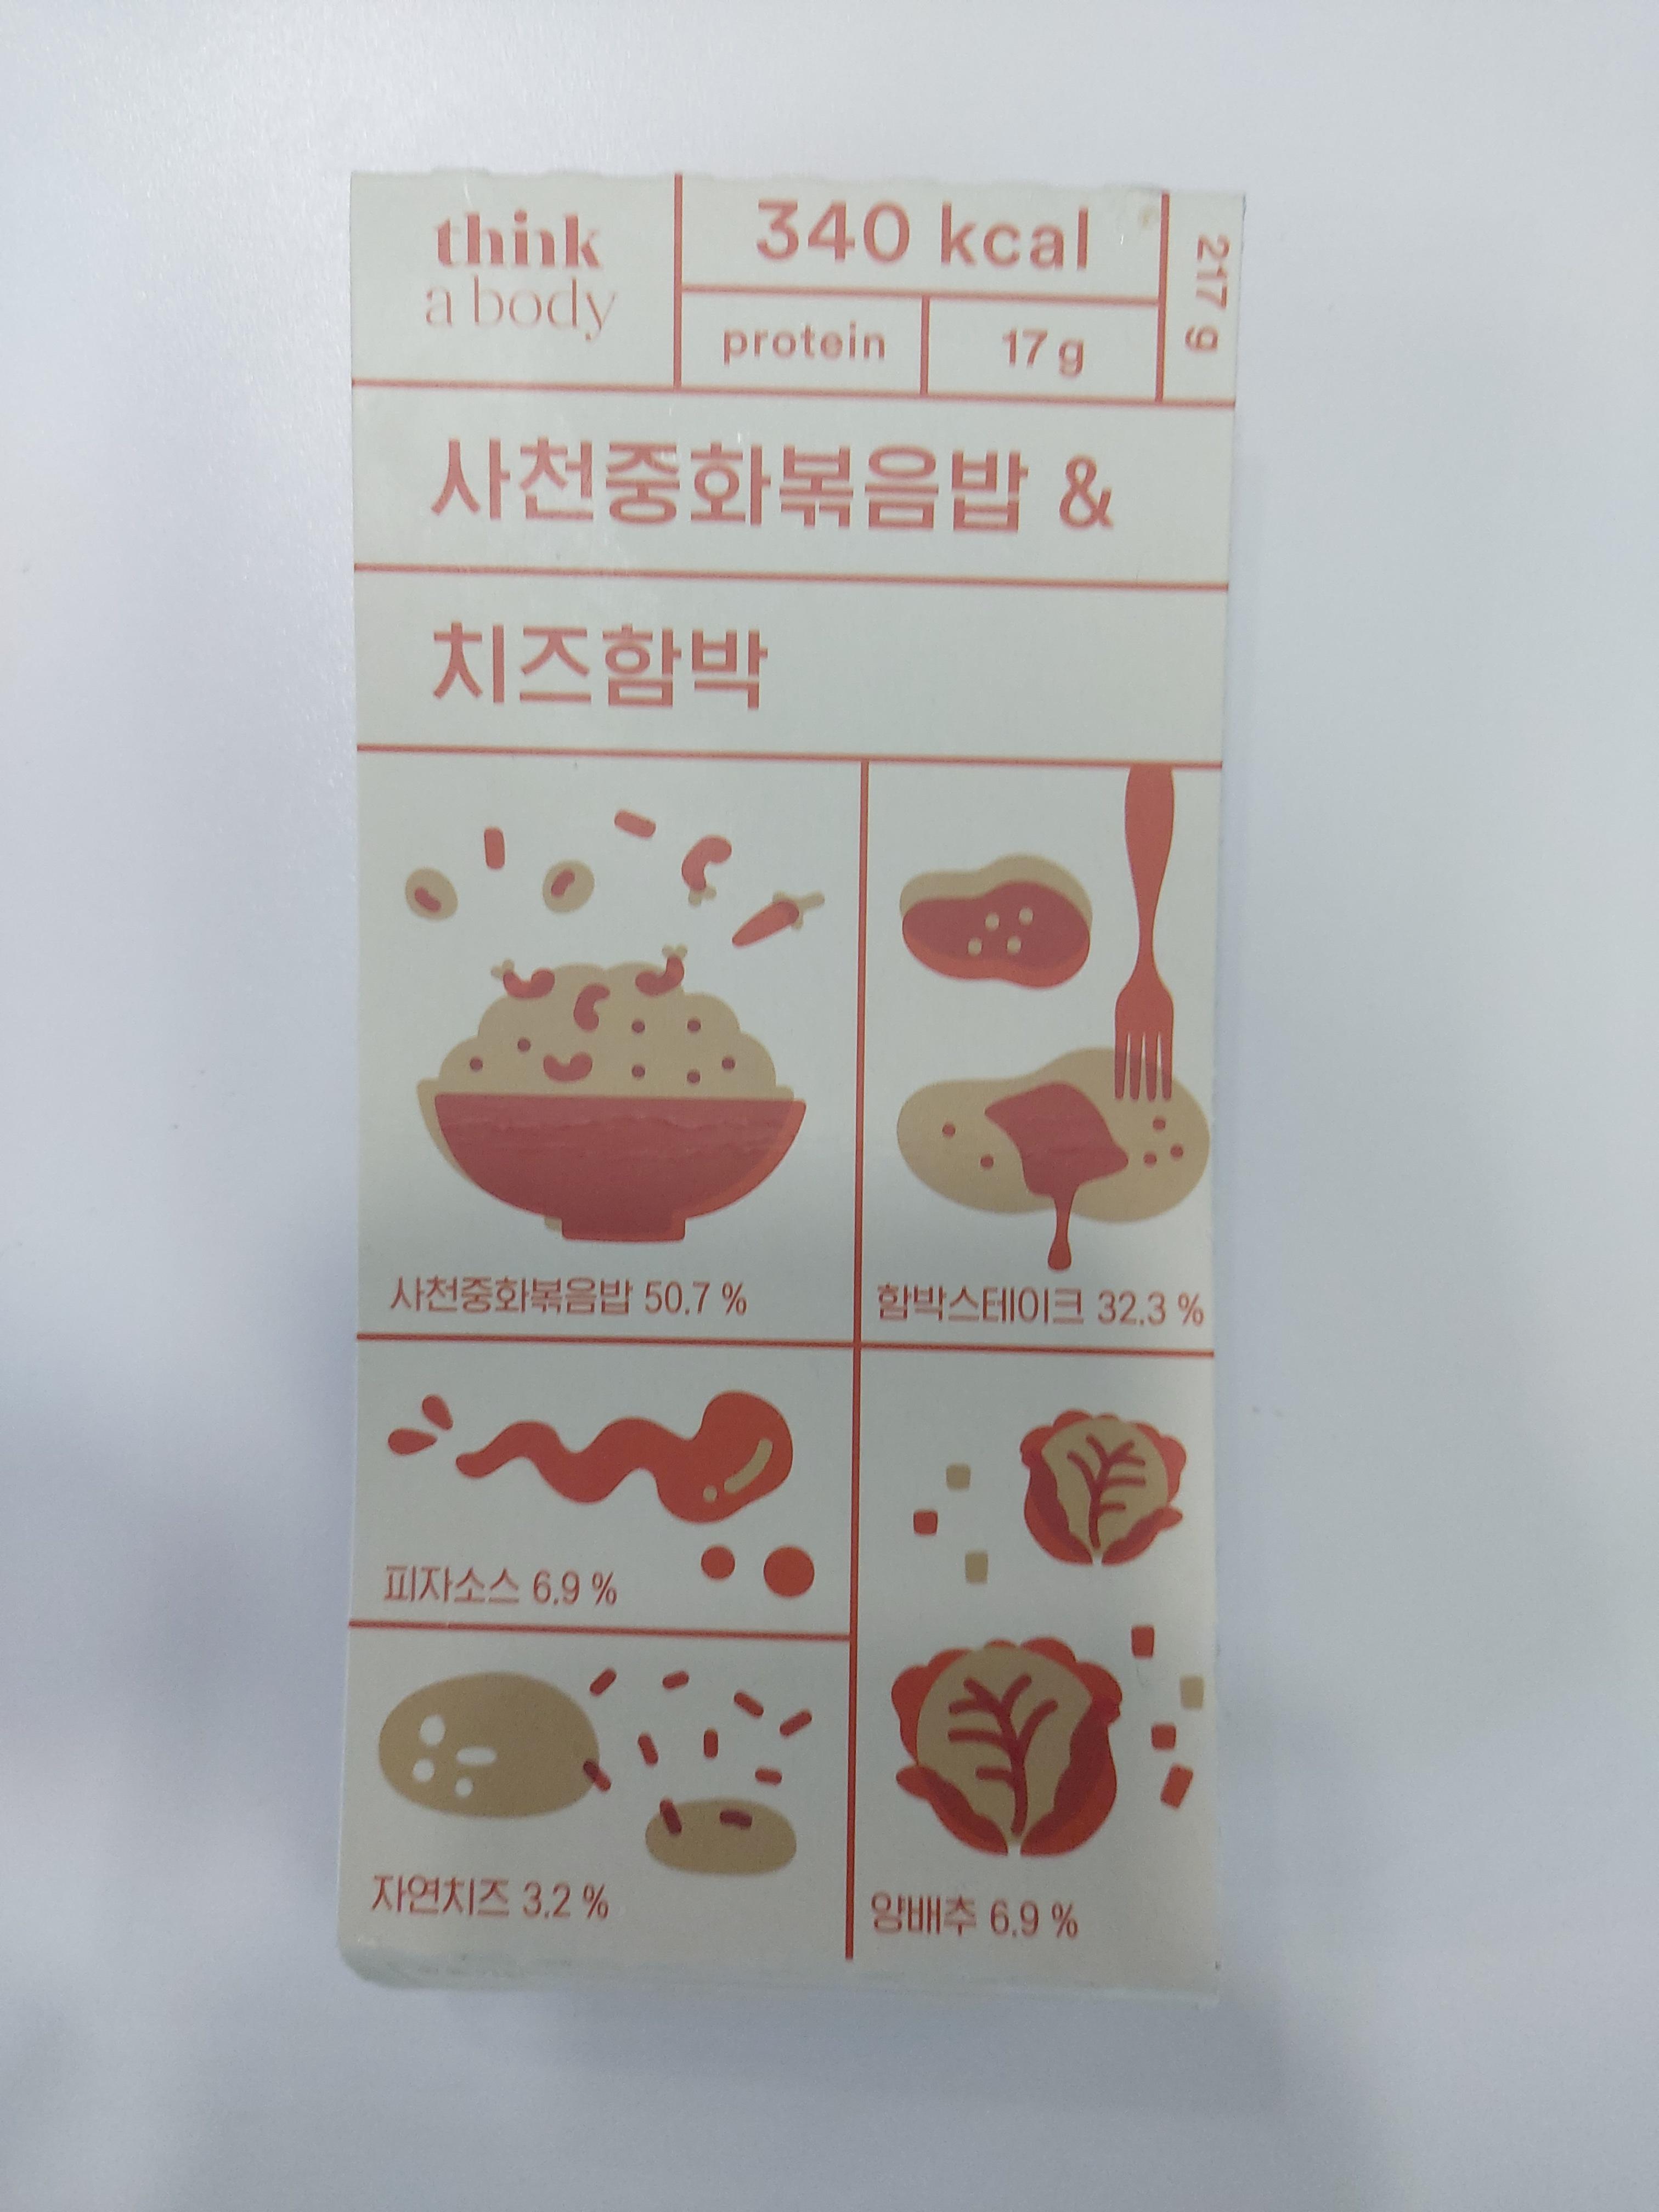 think
a body
340 kcal
protein
17 g
217 g
사천중화볶음밥 &
치즈함박
사천중화볶음밥 50.7 %
함박스테이크 32.3 %
피자소스 6.9 %
자연치즈 3.2 %
양배추 6.9 %